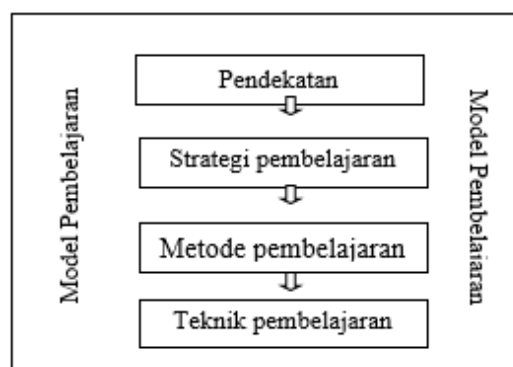 Model Pembelajaran
Pendekatan
Strategi pembelajaran
Metode pembelajaran
Teknik pembelajaran
Model Pembelajaran